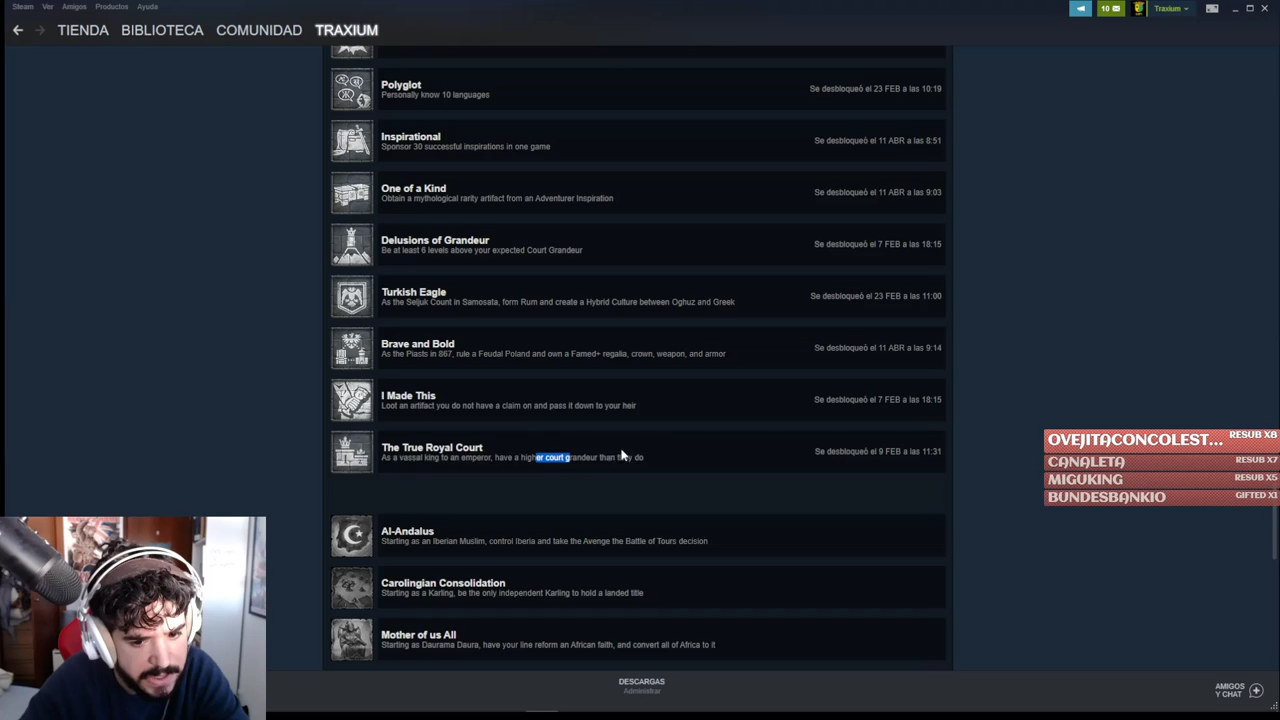 Steam Ver Amigos Productos Ayuda
10
Traxium
TIENDA BIBLIOTECA COMUNIDAD TRAXIUM
Polyglot
Personally know 10 languages
Se desbloqueó el 23 FEB a las 10:19
Inspirational
Sponsor 30 successful inspirations in one game
Se desbloqueó el 11 ABR a las 8:51
One of a Kind
Obtain a mythological rarity artifact from an Adventurer Inspiration
Se desbloqueó el 11 ABR a las 9:03
Delusions of Grandeur
Be at least 6 levels above your expected Court Grandeur
Se desbloqueó el 7 FEB a las 18:15
Turkish Eagle
As the Seljuk Count in Samosata, form Rum and create a Hybrid Culture between Oghuz and Greek
Se desbloqueó el 23 FEB a las 11:00
Brave and Bold
As the Piasts in 867, rule a Feudal Poland and own a Famed+ regalia, crown, weapon, and armor
Se desbloqueó el 11 ABR a las 9:14
I Made This
Loot an artifact you do not have a claim on and pass it down to your heir
Se desbloqueó el 7 FEB a las 18:15
The True Royal Court
As a vassal king to an emperor, have a higher court grandeur than they do
Se desbloqueó el 9 FEB a las 11:31
OVEJITACONCOLEST... RESUB X8
CANALETA RESUB X7
MIGUKING RESUB X5
BUNDESBANKIO GIFTED X1
Al-Andalus
Starting as an Iberian Muslim, control Iberia and take the Avenge the Battle of Tours decision
Carolingian Consolidation
Starting as a Karling, be the only independent Karling to hold a landed title
Mother of us All
Starting as Daurama Daura, have your line reform an African faith, and convert all of Africa to it
DESCARGAS
Administrar
AMIGOS
Y CHAT